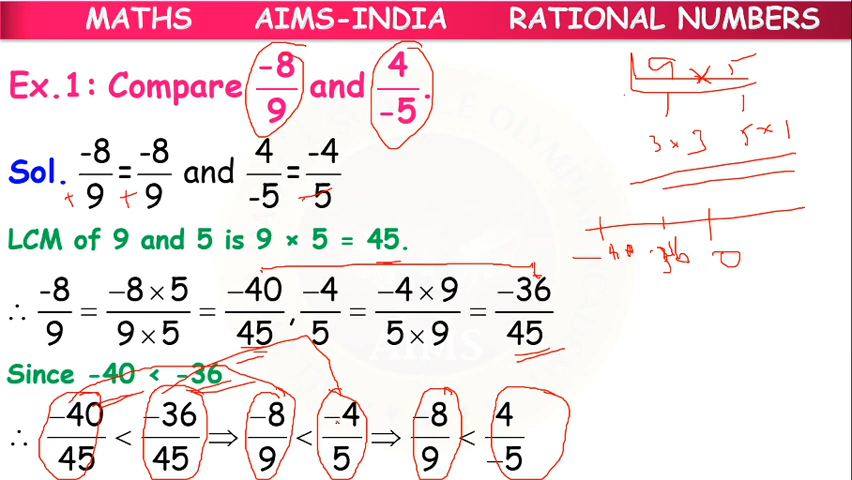 MATHS AIMS-INDIA RATIONAL NUMBERS
Ex.1: Compare -8/9 and 4/-5.
Sol. -8/9 = -8/9 and 4/-5 = -4/5
LCM of 9 and 5 is 9 × 5 = 45.
∴ -8/9 = −8×5/9×5 = −40/45, −4/5 = −4×9/5×9 = −36/45
Since -40 < -36
∴ −40/45 < −36/45 ⇒ −8/9 < −4/5 ⇒ −8/9 < 4/−5
9 × 5
3 × 3 5 × 1
0